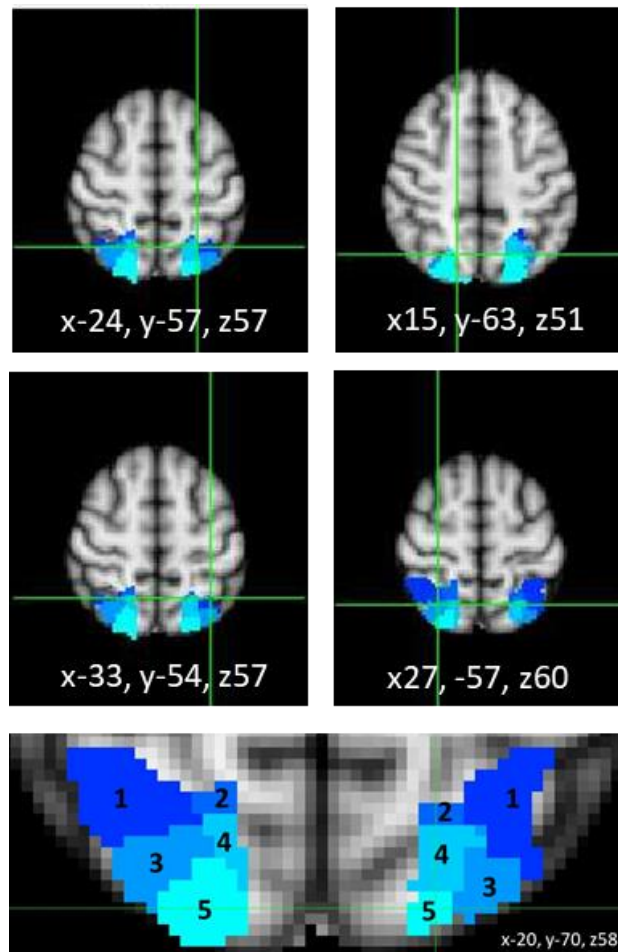 x-24, y-57, z57
x15, y-63, z51
x-33, y-54, z57
x27, -57, z60
1 2 2 1
4 4
3 3
5 5
x-20, y-70, z58